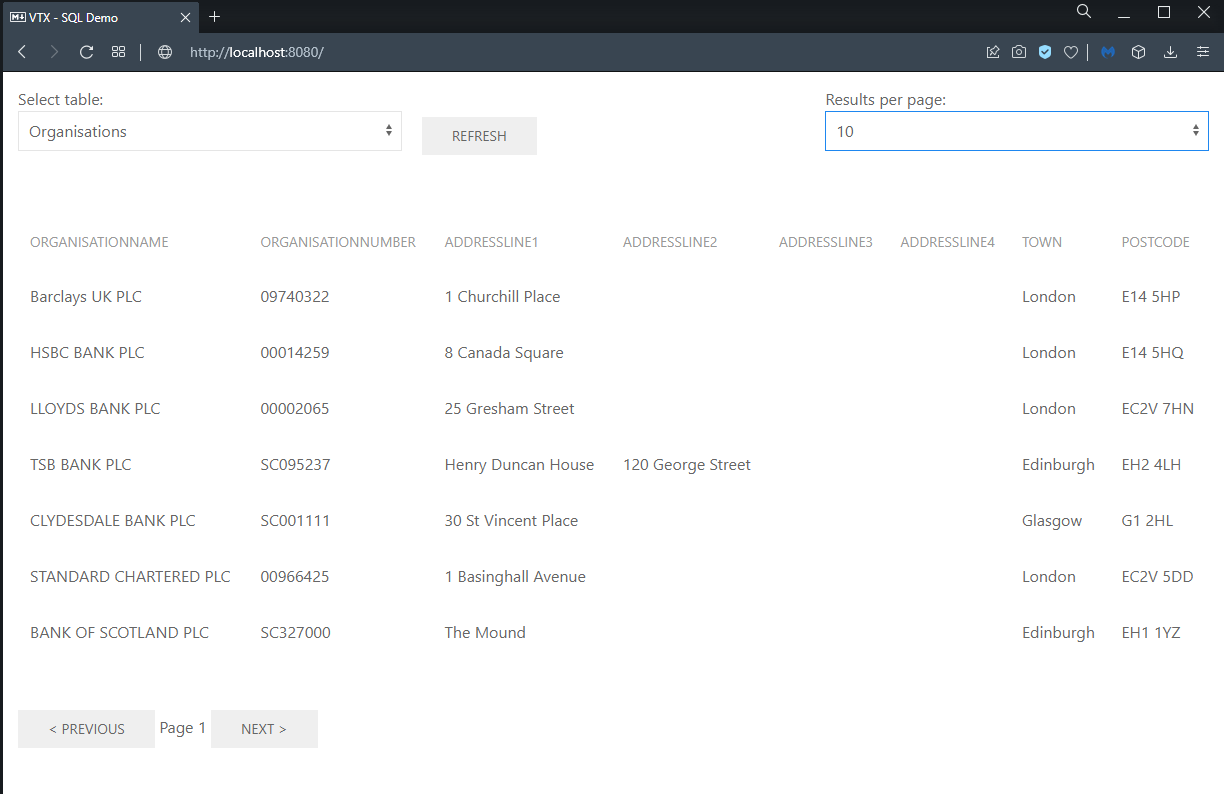 VTX - SQL Demo
http://localhost:8080/
Select table:
Results per page:
Organisations
REFRESH
10
ORGANISATIONNAME ORGANISATIONNUMBER ADDRESSLINE1 ADDRESSLINE2 ADDRESSLINE3 ADDRESSLINE4 TOWN POSTCODE
Barclays UK PLC 09740322 1 Churchill Place London E14 5HP
HSBC BANK PLC 00014259 8 Canada Square London E14 5HQ
LLOYDS BANK PLC 00002065 25 Gresham Street London EC2V 7HN
TSB BANK PLC SC095237 Henry Duncan House 120 George Street Edinburgh EH2 4LH
CLYDESDALE BANK PLC SC001111 30 St Vincent Place Glasgow G1 2HL
STANDARD CHARTERED PLC 00966425 1 Basinghall Avenue London EC2V 5DD
BANK OF SCOTLAND PLC SC327000 The Mound Edinburgh EH1 1YZ
< PREVIOUS Page 1 NEXT >